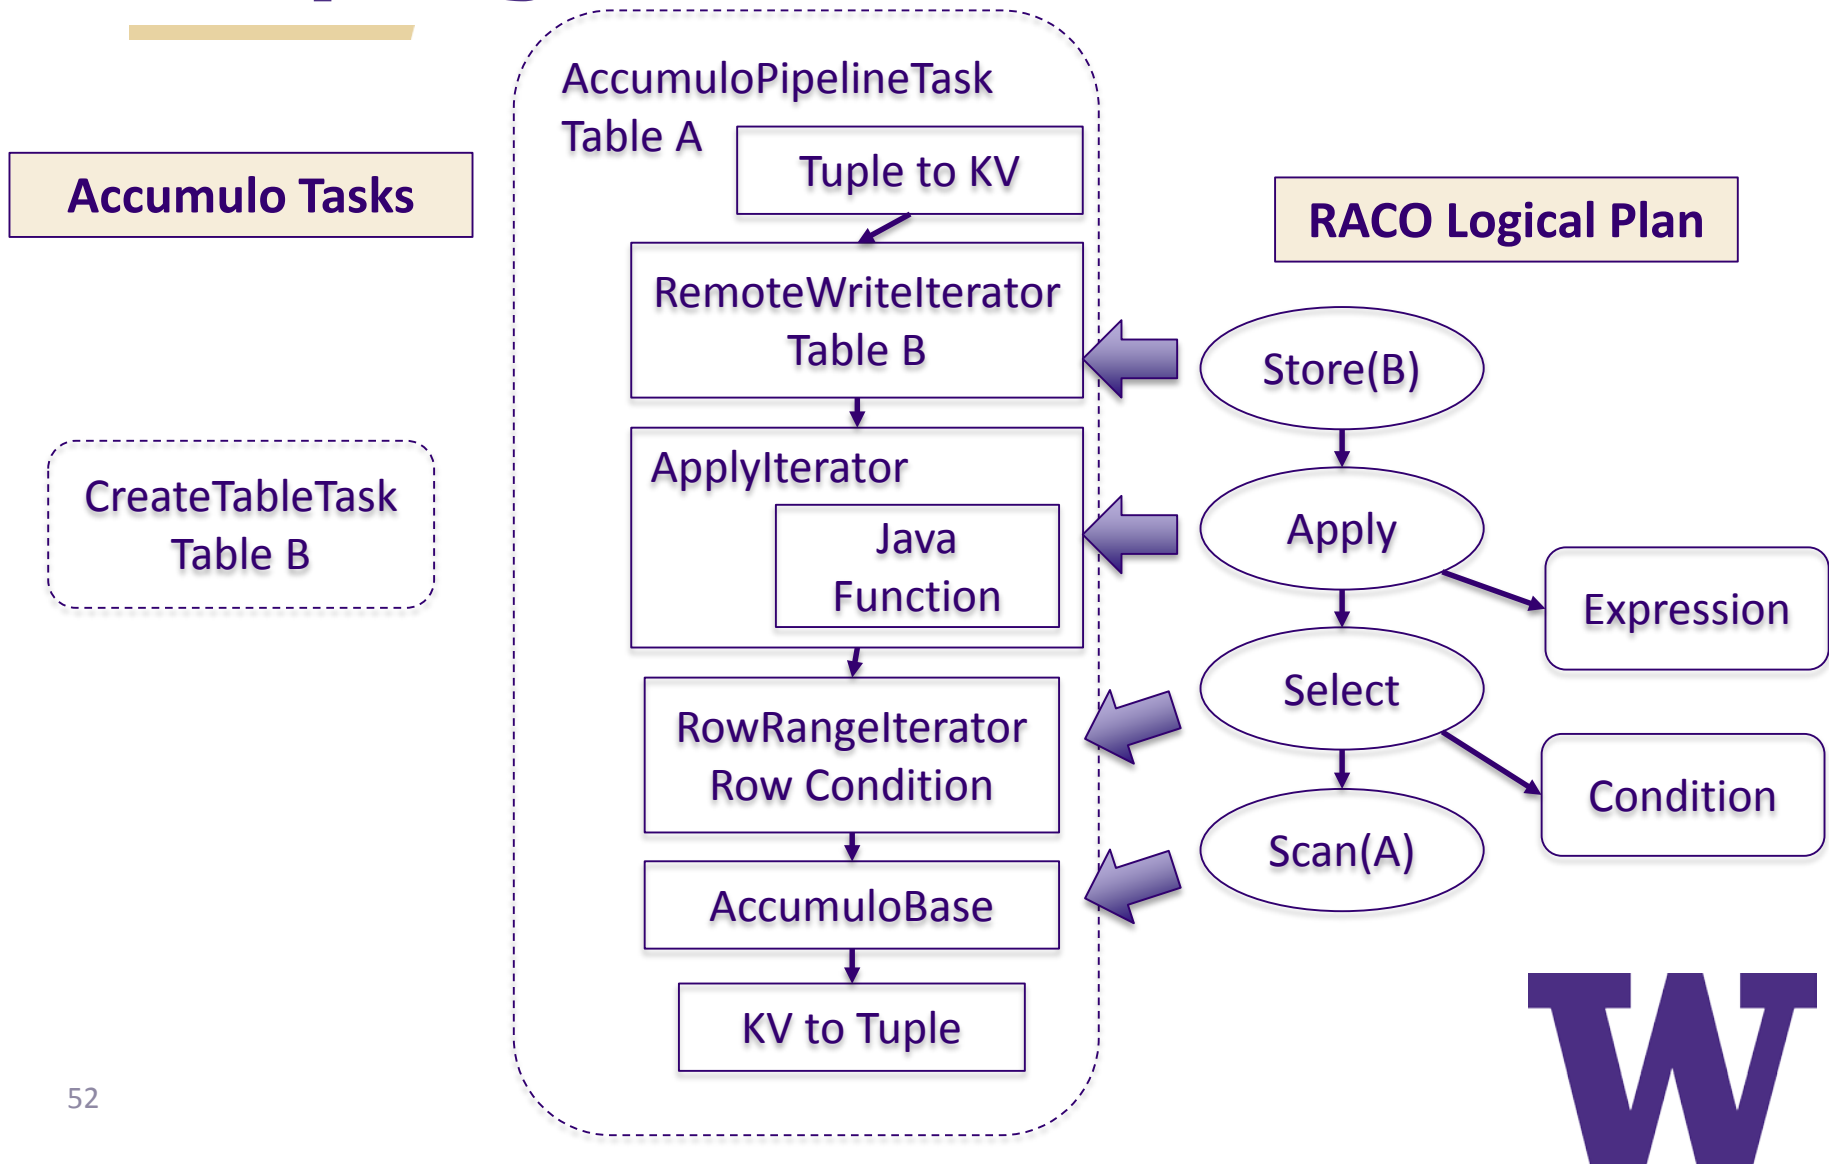 AccumuloPipelineTask
Table A
Tuple to KV
Accumulo Tasks
RACO Logical Plan
RemoteWriteIterator
Table B
Store(B)
ApplyIterator
Java
Function
Apply
CreateTableTask
Table B
Expression
Select
RowRangeIterator
Row Condition
Condition
Scan(A)
AccumuloBase
KV to Tuple
52
W